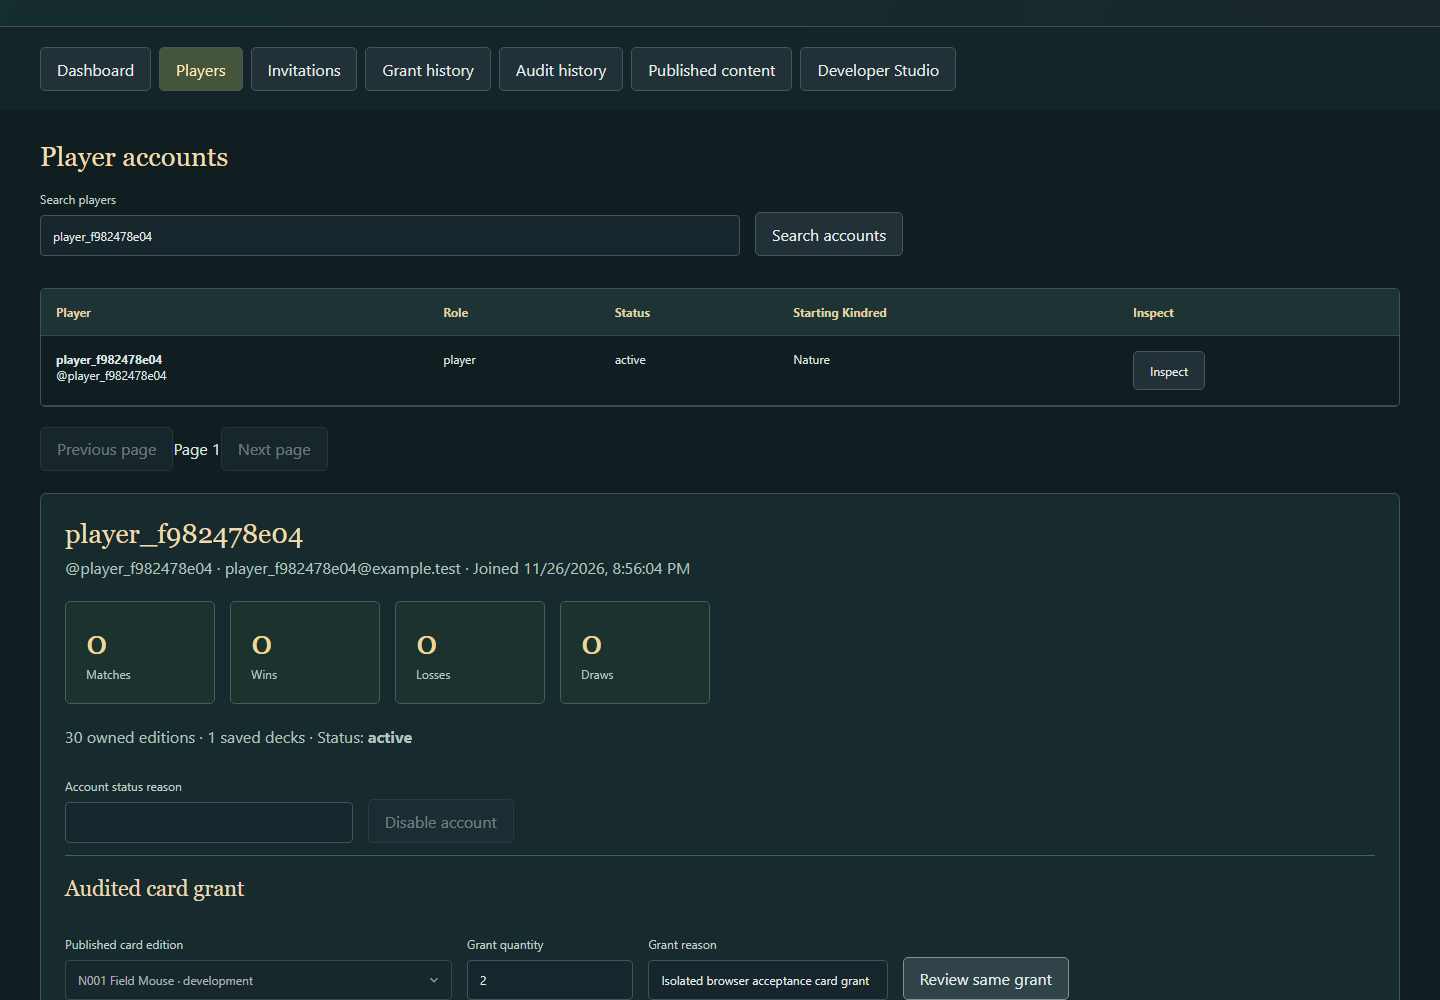 Dashboard Players Invitations Grant history Audit history Published content Developer Studio
Player accounts
Search players
player_f982478e04 Search accounts
Player Role Status Starting Kindred Inspect
player_f982478e04 player active Nature Inspect
@player_f982478e04
Previous page Page 1 Next page
player_f982478e04
@player_f982478e04 · player_f982478e04@example.test · Joined 11/26/2026, 8:56:04 PM
0 0 0 0
Matches Wins Losses Draws
30 owned editions · 1 saved decks · Status: active
Account status reason
Disable account
Audited card grant
Published card edition Grant quantity Grant reason
N001 Field Mouse · development 2 Isolated browser acceptance card grant Review same grant